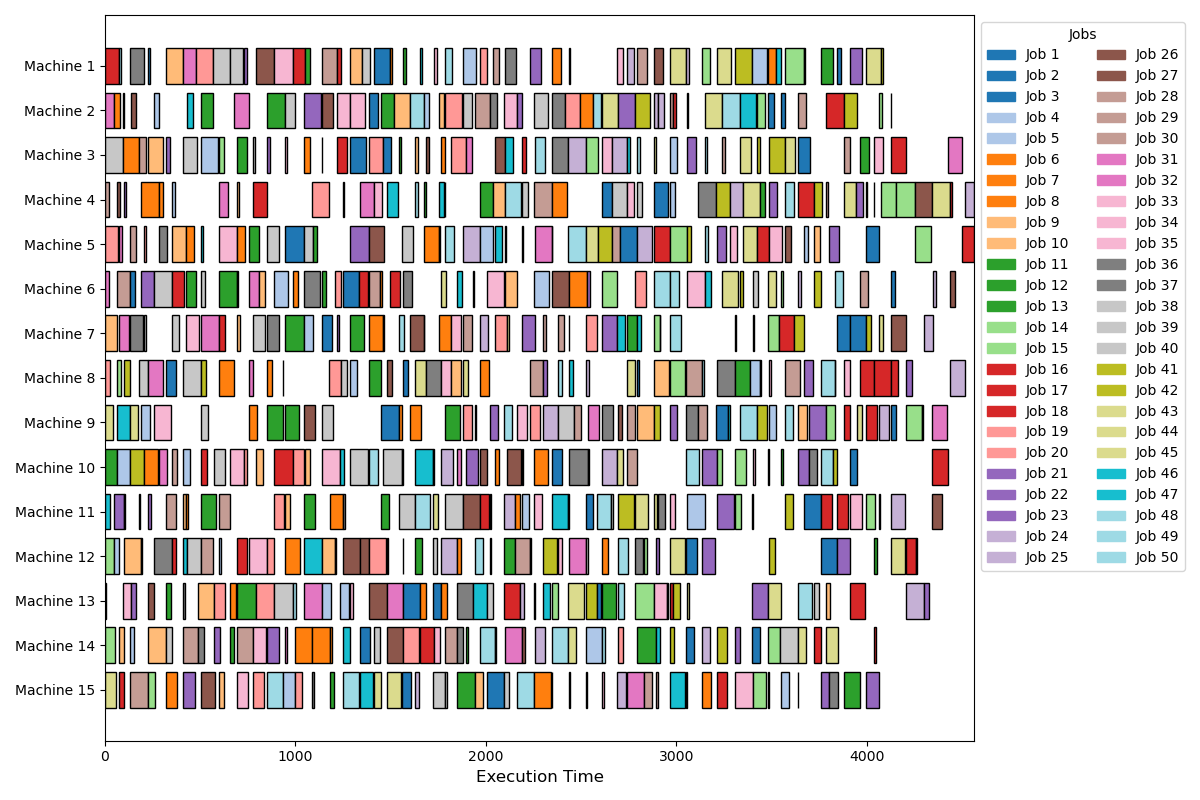 Machine 1
Machine 2
Machine 3
Machine 4
Machine 5
Machine 6
Machine 7
Machine 8
Machine 9
Machine 10
Machine 11
Machine 12
Machine 13
Machine 14
Machine 15
0 1000 2000 3000 4000
Execution Time
Jobs
Job 1
Job 2
Job 3
Job 4
Job 5
Job 6
Job 7
Job 8
Job 9
Job 10
Job 11
Job 12
Job 13
Job 14
Job 15
Job 16
Job 17
Job 18
Job 19
Job 20
Job 21
Job 22
Job 23
Job 24
Job 25
Job 26
Job 27
Job 28
Job 29
Job 30
Job 31
Job 32
Job 33
Job 34
Job 35
Job 36
Job 37
Job 38
Job 39
Job 40
Job 41
Job 42
Job 43
Job 44
Job 45
Job 46
Job 47
Job 48
Job 49
Job 50